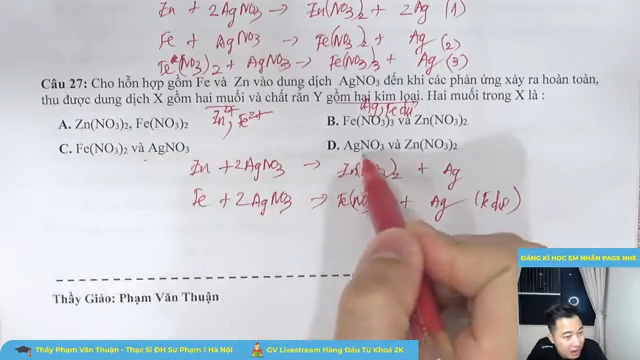 Zn + 2AgNO₃ → Zn(NO₃)₂ + 2Ag (1)
Fe + AgNO₃ → Fe(NO₃)₂ + Ag (2)
Fe(NO₃)₂ + AgNO₃ → Fe(NO₃)₃ + Ag (3)
Câu 27: Cho hỗn hợp gồm Fe và Zn vào dung dịch AgNO3 đến khi các phản ứng xảy ra hoàn toàn,
thu được dung dịch X gồm hai muối và chất rắn Y gồm hai kim loại. Hai muối trong X là :
Ag, Fe dư
Zn²⁺, Fe²⁺
A. Zn(NO3)2, Fe(NO3)2
B. Fe(NO3)3 và Zn(NO3)2
C. Fe(NO3)2 và AgNO3
D. AgNO3 và Zn(NO3)2
Zn + 2AgNO₃ → )₂ + Ag
Fe + 2AgNO₃ → Fe(NO + Ag (Fe dư)
Thầy Giáo: Phạm Văn Thuận
ĐĂNG KÍ HỌC EM NHẮN PAGE NHÉ
Thầy Phạm Văn Thuận - Thạc Sĩ ĐH Sư Phạm 1 Hà Nội
GV Livestream Hàng Đầu Từ Khoá 2K